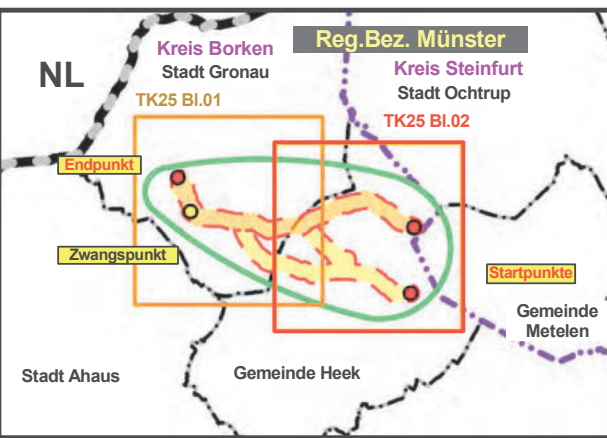 Reg.Bez. Münster
Kreis Borken
NL
Stadt Gronau
Kreis Steinfurt
Stadt Ochtrup
TK25 Bl.01
TK25 Bl.02
Endpunkt
Zwangspunkt
Startpunkte
Gemeinde
Metelen
Stadt Ahaus
Gemeinde Heek